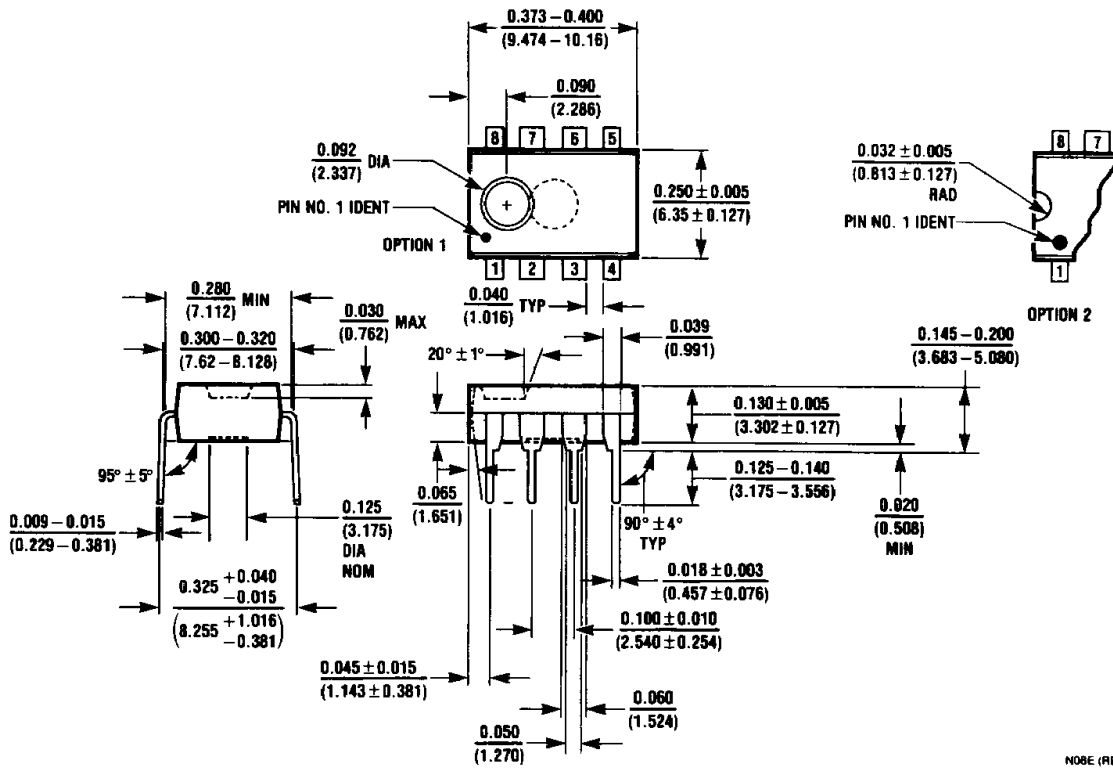 0.373 – 0.400
(9.474 – 10.16)
0.090
(2.286)
8 7 6 5
0.092 DIA
(2.337)
PIN NO. 1 IDENT
OPTION 1
0.250 ± 0.005
(6.35 ± 0.127)
1 2 3 4
8 7
0.032 ± 0.005
(0.813 ± 0.127)
RAD
PIN NO. 1 IDENT
1
OPTION 2
0.280 MIN
(7.112)
0.300 – 0.320
(7.62 – 8.128)
0.030 MAX
(0.762)
0.040 TYP
(1.016)
0.039
(0.991)
20° ± 1°
0.145 – 0.200
(3.683 – 5.080)
0.130 ± 0.005
(3.302 ± 0.127)
95° ± 5°
0.009 – 0.015
(0.229 – 0.381)
0.125
(3.175)
DIA
NOM
0.065
(1.651)
0.125 – 0.140
(3.175 – 3.556)
90° ± 4°
TYP
0.020
(0.508)
MIN
0.325 +0.040
–0.015
(8.255 +1.016
–0.381)
0.018 ± 0.003
(0.457 ± 0.076)
0.100 ± 0.010
(2.540 ± 0.254)
0.045 ± 0.015
(1.143 ± 0.381)
0.060
(1.524)
0.050
(1.270)
N08E